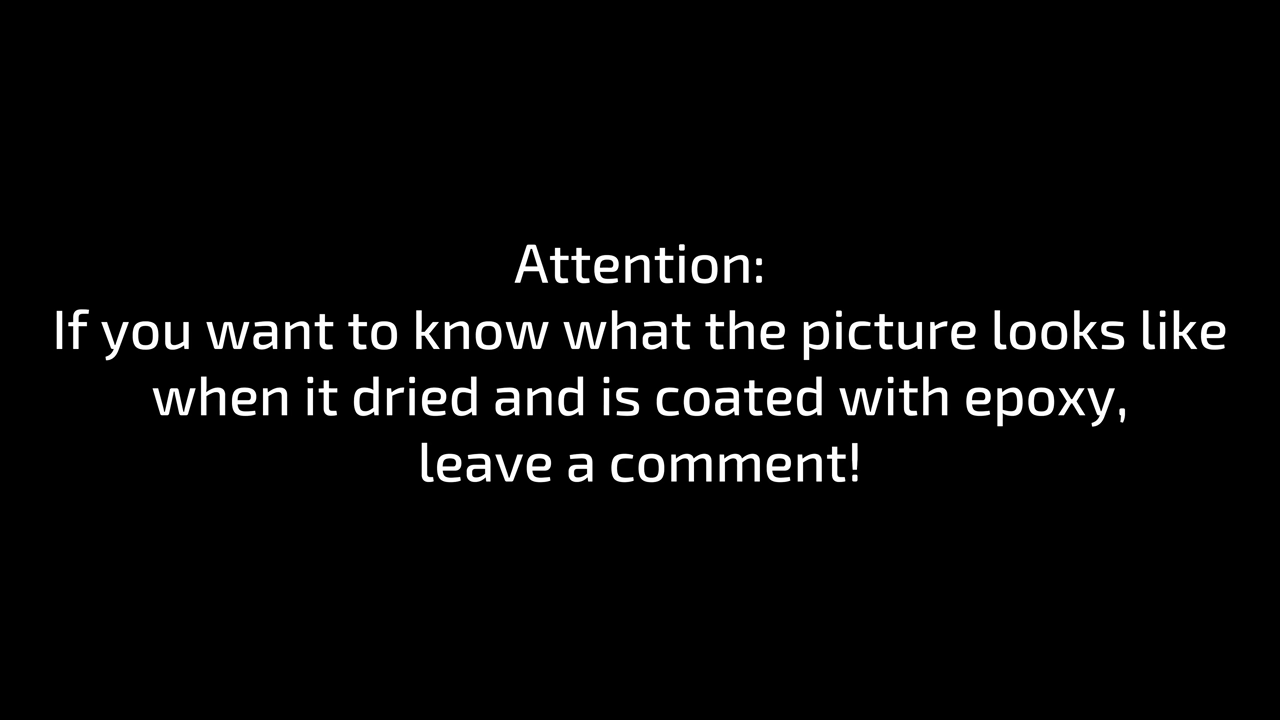 Attention:
If you want to know what the picture looks like
when it dried and is coated with epoxy,
leave a comment!